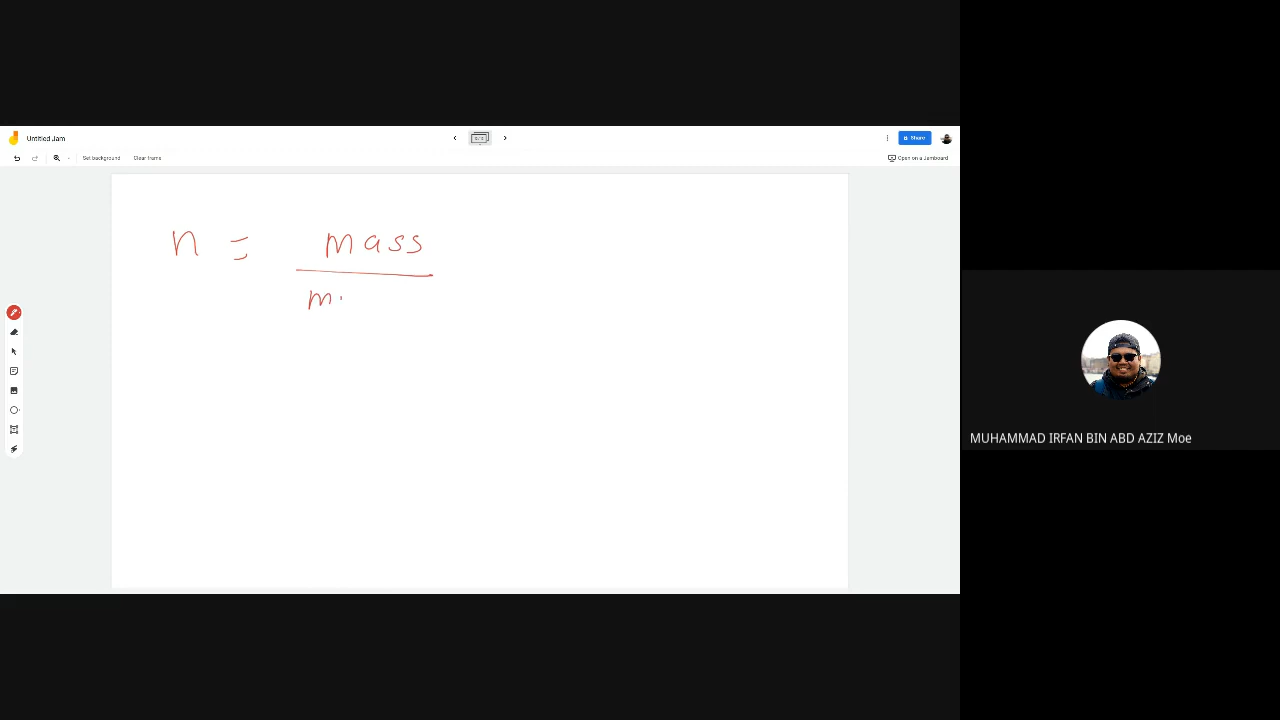 Untitled Jam
Share
Set background
Clear frame
Open on a Jamboard
n = mass
m
MUHAMMAD IRFAN BIN ABD AZIZ Moe